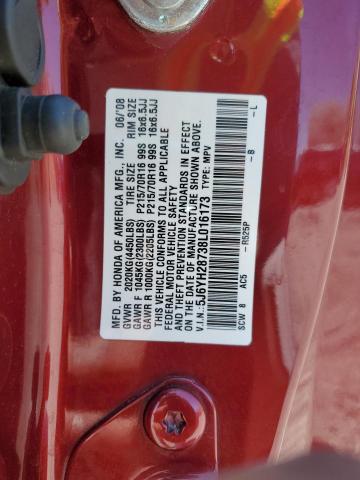 MFD. BY HONDA OF AMERICA MFG., INC. 06/'08
GVWR 2020KG(4450LBS) TIRE SIZE RIM SIZE
GAWR F 1045KG(2300LBS) P215/70R16 99S 16x6.5JJ
GAWR R 1000KG(2205LBS) P215/70R16 99S 16x6.5JJ
THIS VEHICLE CONFORMS TO ALL APPLICABLE
FEDERAL MOTOR VEHICLE SAFETY
THEFT PREVENTION STANDARDS IN EFFECT
ON THE DATE OF MANUFACTURE SHOWN ABOVE.
V.I.N.: 5J6YH28738L016173 TYPE: MPV
SCW 8 AC5 -R525P -B -L